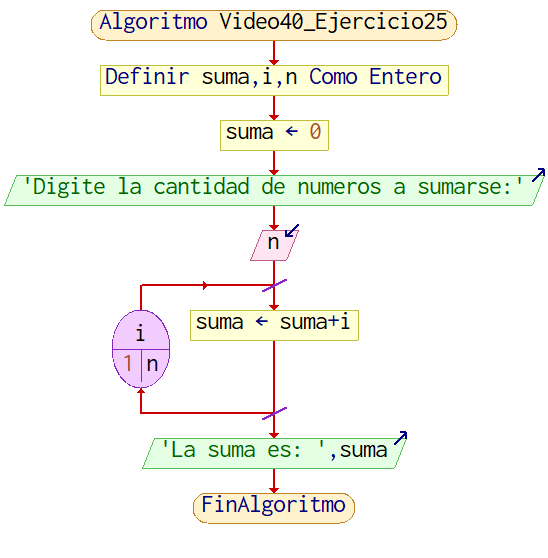 Algoritmo Video40_Ejercicio25
Definir suma,i,n Como Entero
suma ← 0
'Digite la cantidad de numeros a sumarse:'
n
i
1 n
suma ← suma+i
'La suma es: ',suma
FinAlgoritmo